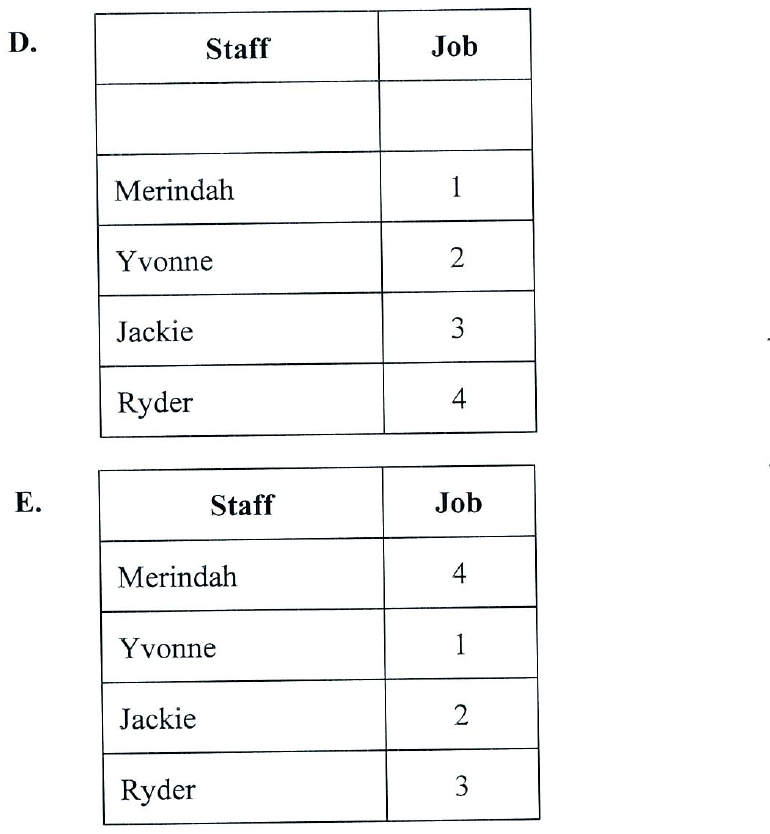 D.
Staff Job
Merindah 1
Yvonne 2
Jackie 3
Ryder 4
E.
Staff Job
Merindah 4
Yvonne 1
Jackie 2
Ryder 3